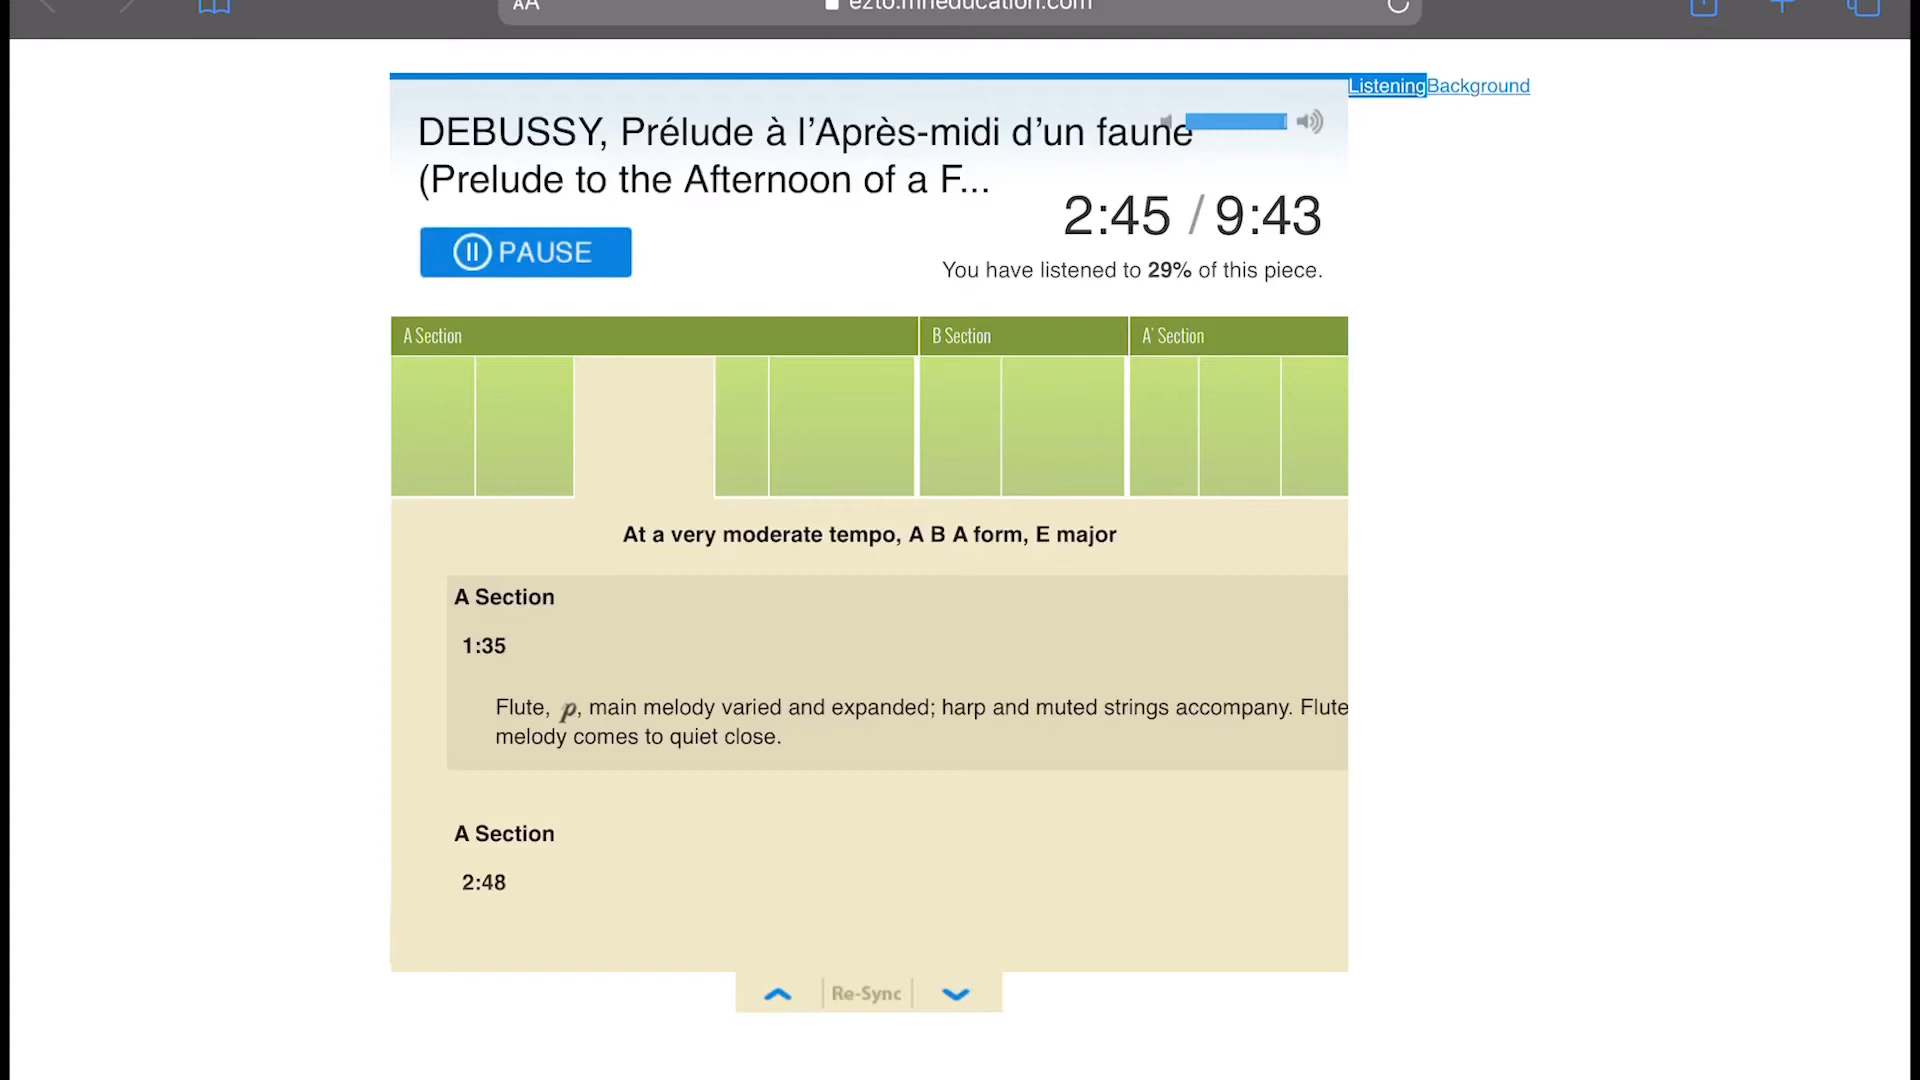 AA
ezto.mheducation.com
ListeningBackground
DEBUSSY, Prélude à l’Après-midi d’un faune
(Prelude to the Afternoon of a F...
2:45 / 9:43
PAUSE
You have listened to 29% of this piece.
A Section
B Section
A' Section
At a very moderate tempo, A B A form, E major
A Section
1:35
Flute, p, main melody varied and expanded; harp and muted strings accompany. Flute
melody comes to quiet close.
A Section
2:48
Re-Sync